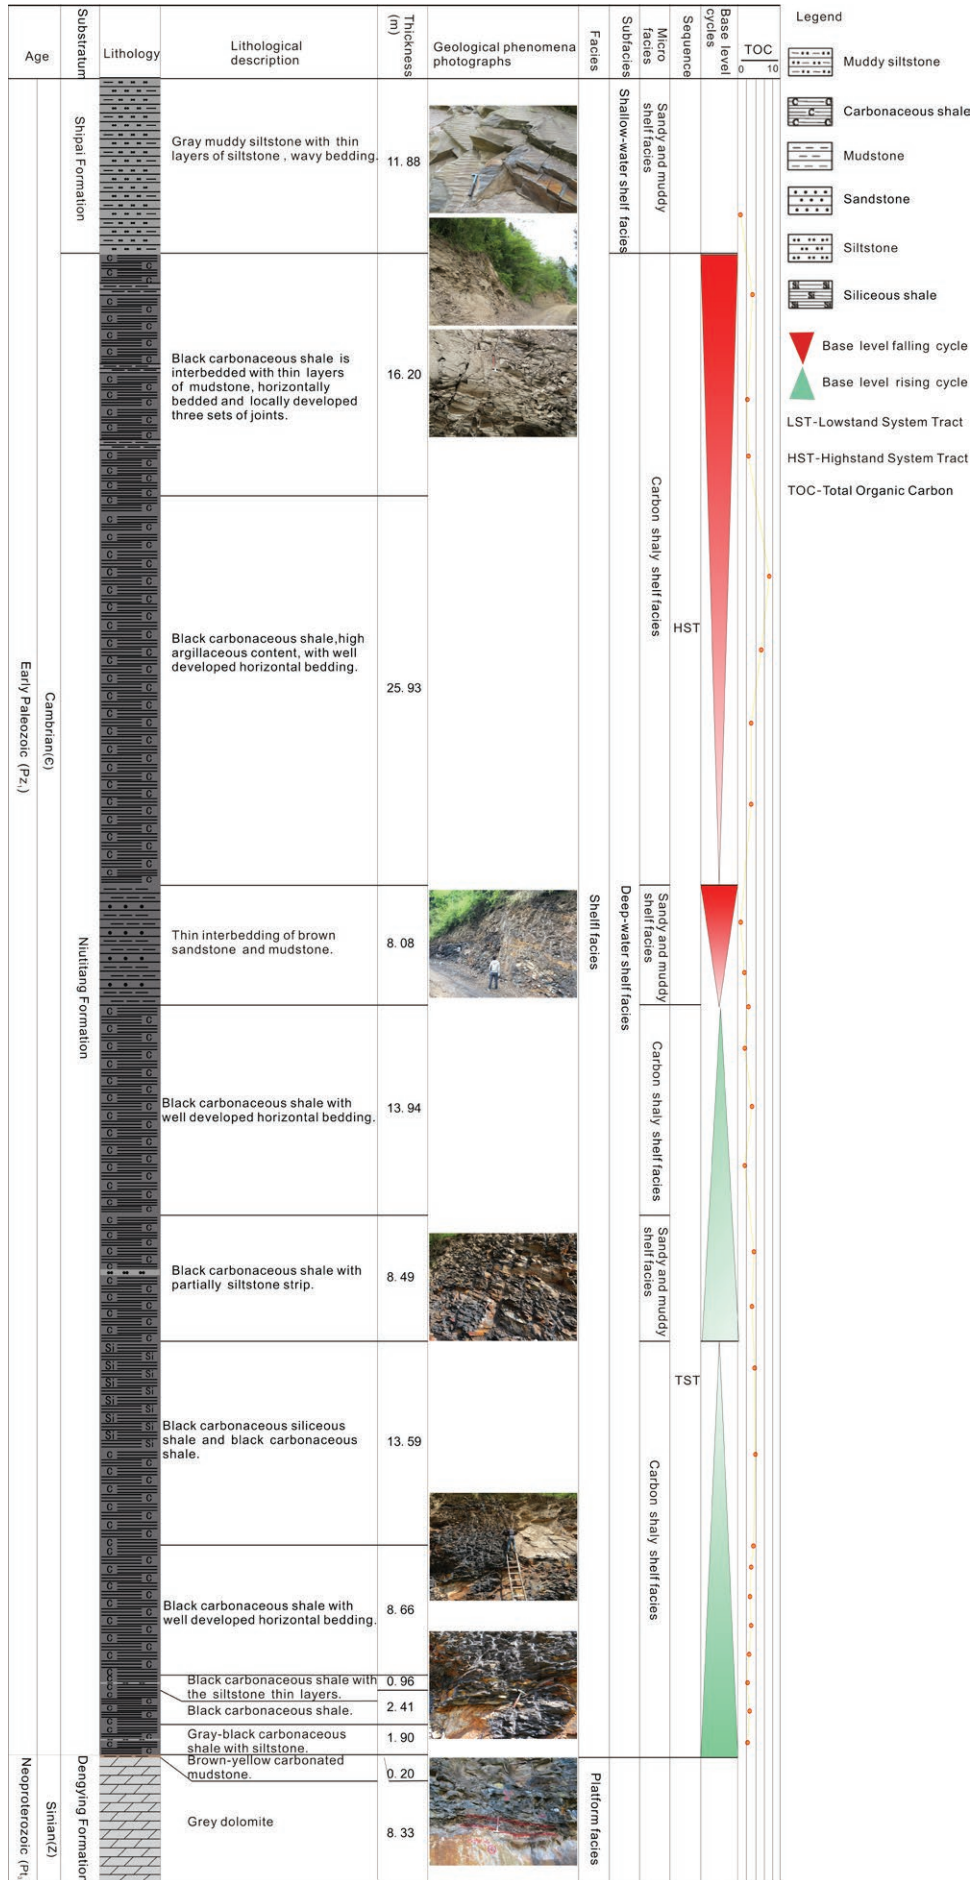 Age
Substratum
Lithology
Lithological
description
Thickness
(m)
Geological phenomena
photographs
Facies
Subfacies
Micro
facies
Sequence
Base level
cycles
TOC
0 10
Legend
Muddy siltstone
Carbonaceous shale
Mudstone
Sandstone
Siltstone
Siliceous shale
Base level falling cycle
Base level rising cycle
LST-Lowstand System Tract
HST-Highstand System Tract
TOC-Total Organic Carbon
Early Paleozoic (Pz₁)
Cambrian(Є)
Shipai Formation
Gray muddy siltstone with thin
layers of siltstone , wavy bedding.
11. 88
Shallow-water shelf facies
Sandy and muddy
shelf facies
Niutitang Formation
Black carbonaceous shale is
interbedded with thin layers
of mudstone, horizontally
bedded and locally developed
three sets of joints.
16. 20
Black carbonaceous shale,high
argillaceous content, with well
developed horizontal bedding.
25. 93
Carbon shaly shelf facies
HST
Shelfl facies
Deep-water shelf facies
Thin interbedding of brown
sandstone and mudstone.
8. 08
Sandy and muddy
shelf facies
Black carbonaceous shale with
well developed horizontal bedding.
13. 94
Carbon shaly shelf facies
Black carbonaceous shale with
partially siltstone strip.
8. 49
Sandy and muddy
shelf facies
Black carbonaceous siliceous
shale and black carbonaceous
shale.
13. 59
TST
Carbon shaly shelf facies
Black carbonaceous shale with
well developed horizontal bedding.
8. 66
Black carbonaceous shale with
the siltstone thin layers.
0. 96
Black carbonaceous shale.
2. 41
Gray-black carbonaceous
shale with siltstone.
1. 90
Brown-yellow carbonated
mudstone.
0. 20
Neoproterozoic (Pt₃
Sinian(Z)
Dengying Formation
Grey dolomite
8. 33
Platform facies